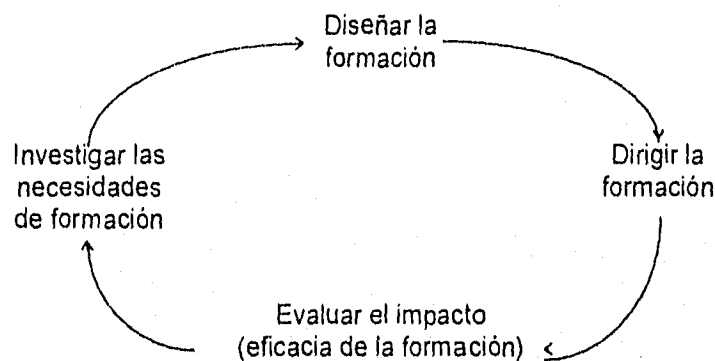 Diseñar la
formación
Dirigir la
formación
Evaluar el impacto
(eficacia de la formación)
Investigar las
necesidades
de formación